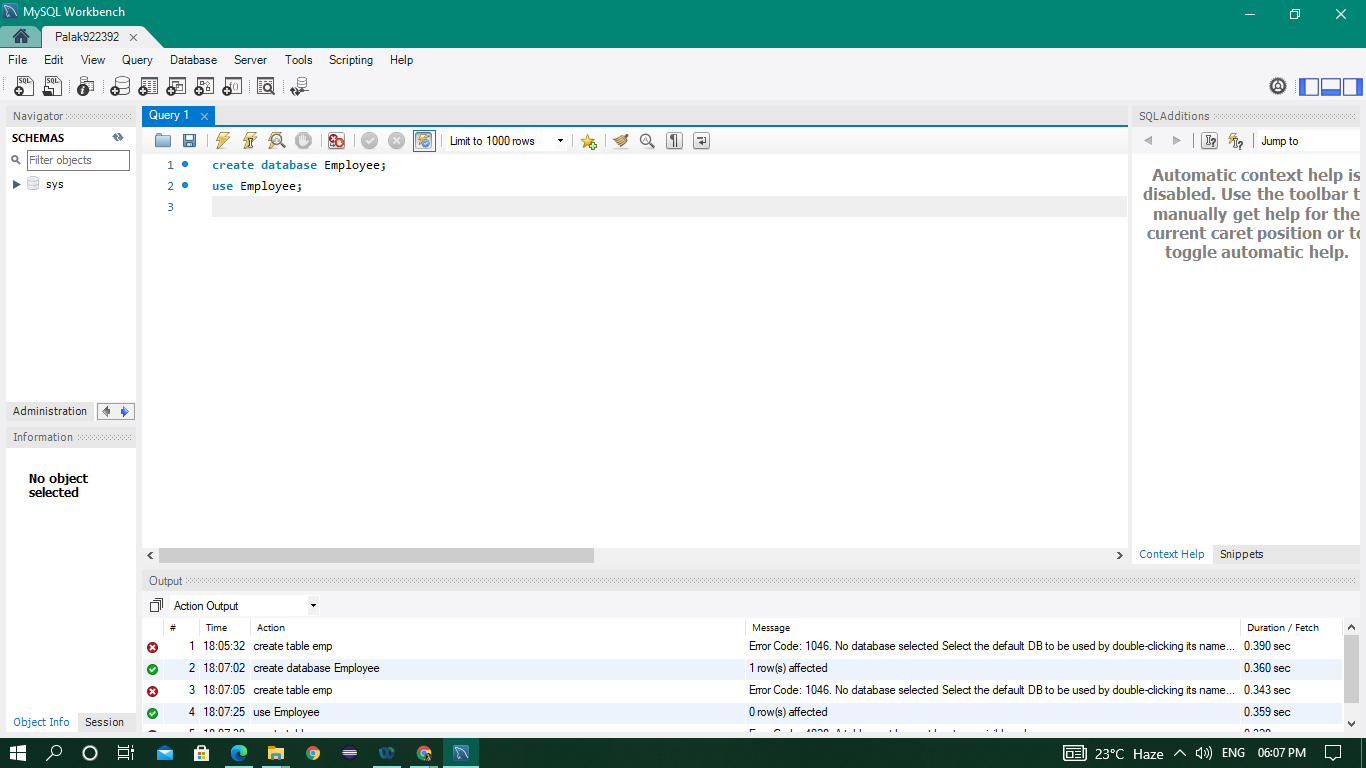 MySQL Workbench
Palak922392
File Edit View Query Database Server Tools Scripting Help
Navigator
SCHEMAS
Filter objects
sys
Administration
Information
No object
selected
Object Info Session
Query 1
Limit to 1000 rows
1 create database Employee;
2 use Employee;
3
SQLAdditions
Jump to
Automatic context help is
disabled. Use the toolbar t
manually get help for the
current caret position or to
toggle automatic help.
Context Help Snippets
Output
Action Output
# Time Action Message Duration / Fetch
1 18:05:32 create table emp Error Code: 1046. No database selected Select the default DB to be used by double-clicking its name... 0.390 sec
2 18:07:02 create database Employee 1 row(s) affected 0.360 sec
3 18:07:05 create table emp Error Code: 1046. No database selected Select the default DB to be used by double-clicking its name... 0.343 sec
4 18:07:25 use Employee 0 row(s) affected 0.359 sec
23°C Haze ENG 06:07 PM